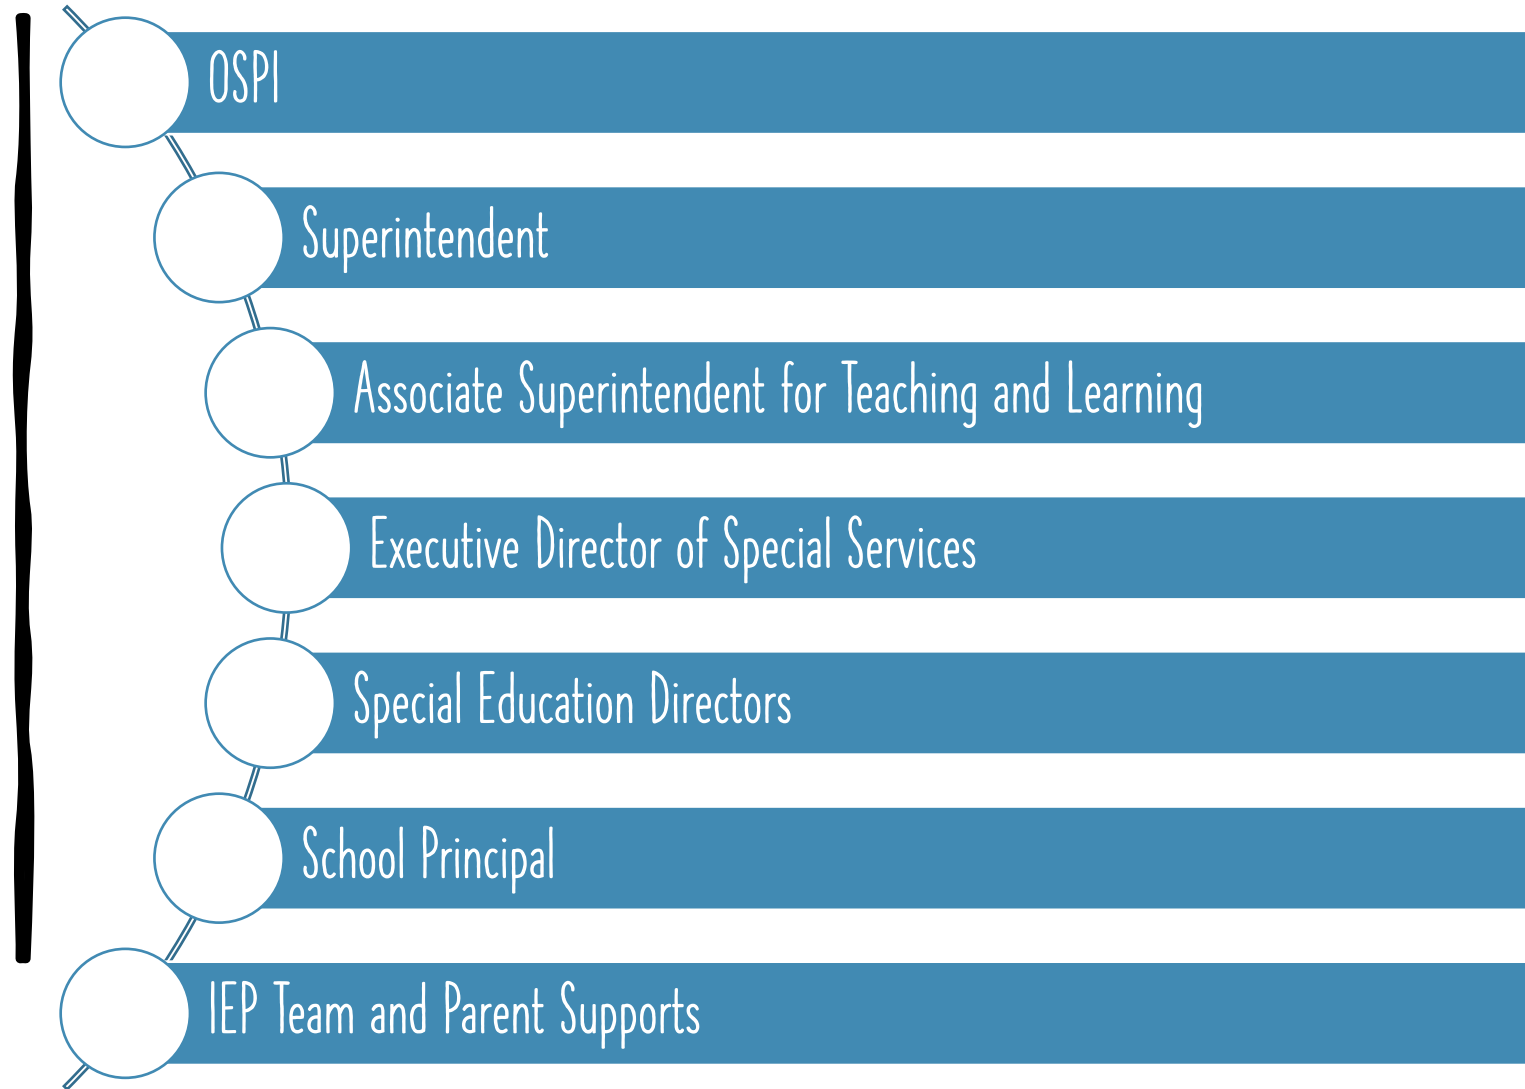 OSPI
Superintendent
Associate Superintendent for Teaching and Learning
Executive Director of Special Services
Special Education Directors
School Principal
IEP Team and Parent Supports